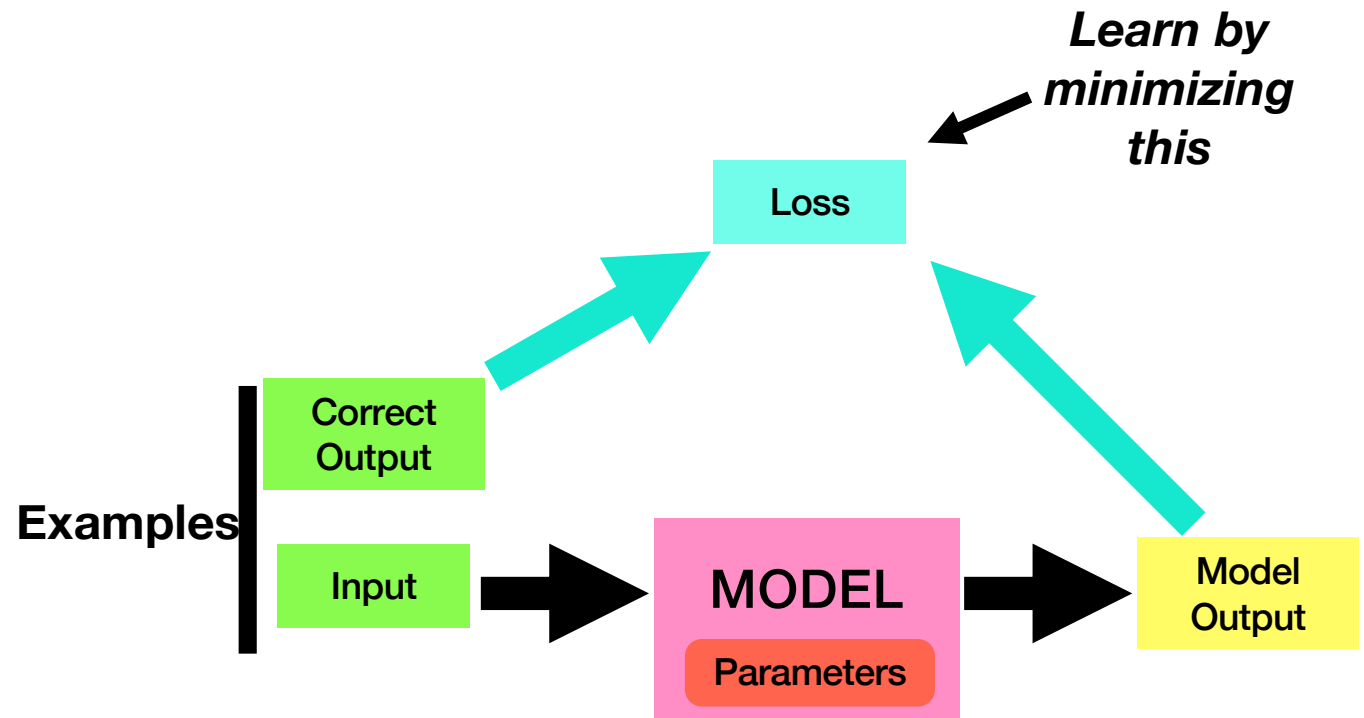 Learn by
minimizing
this
Loss
Correct
Output
Examples
Input
MODEL
Parameters
Model
Output